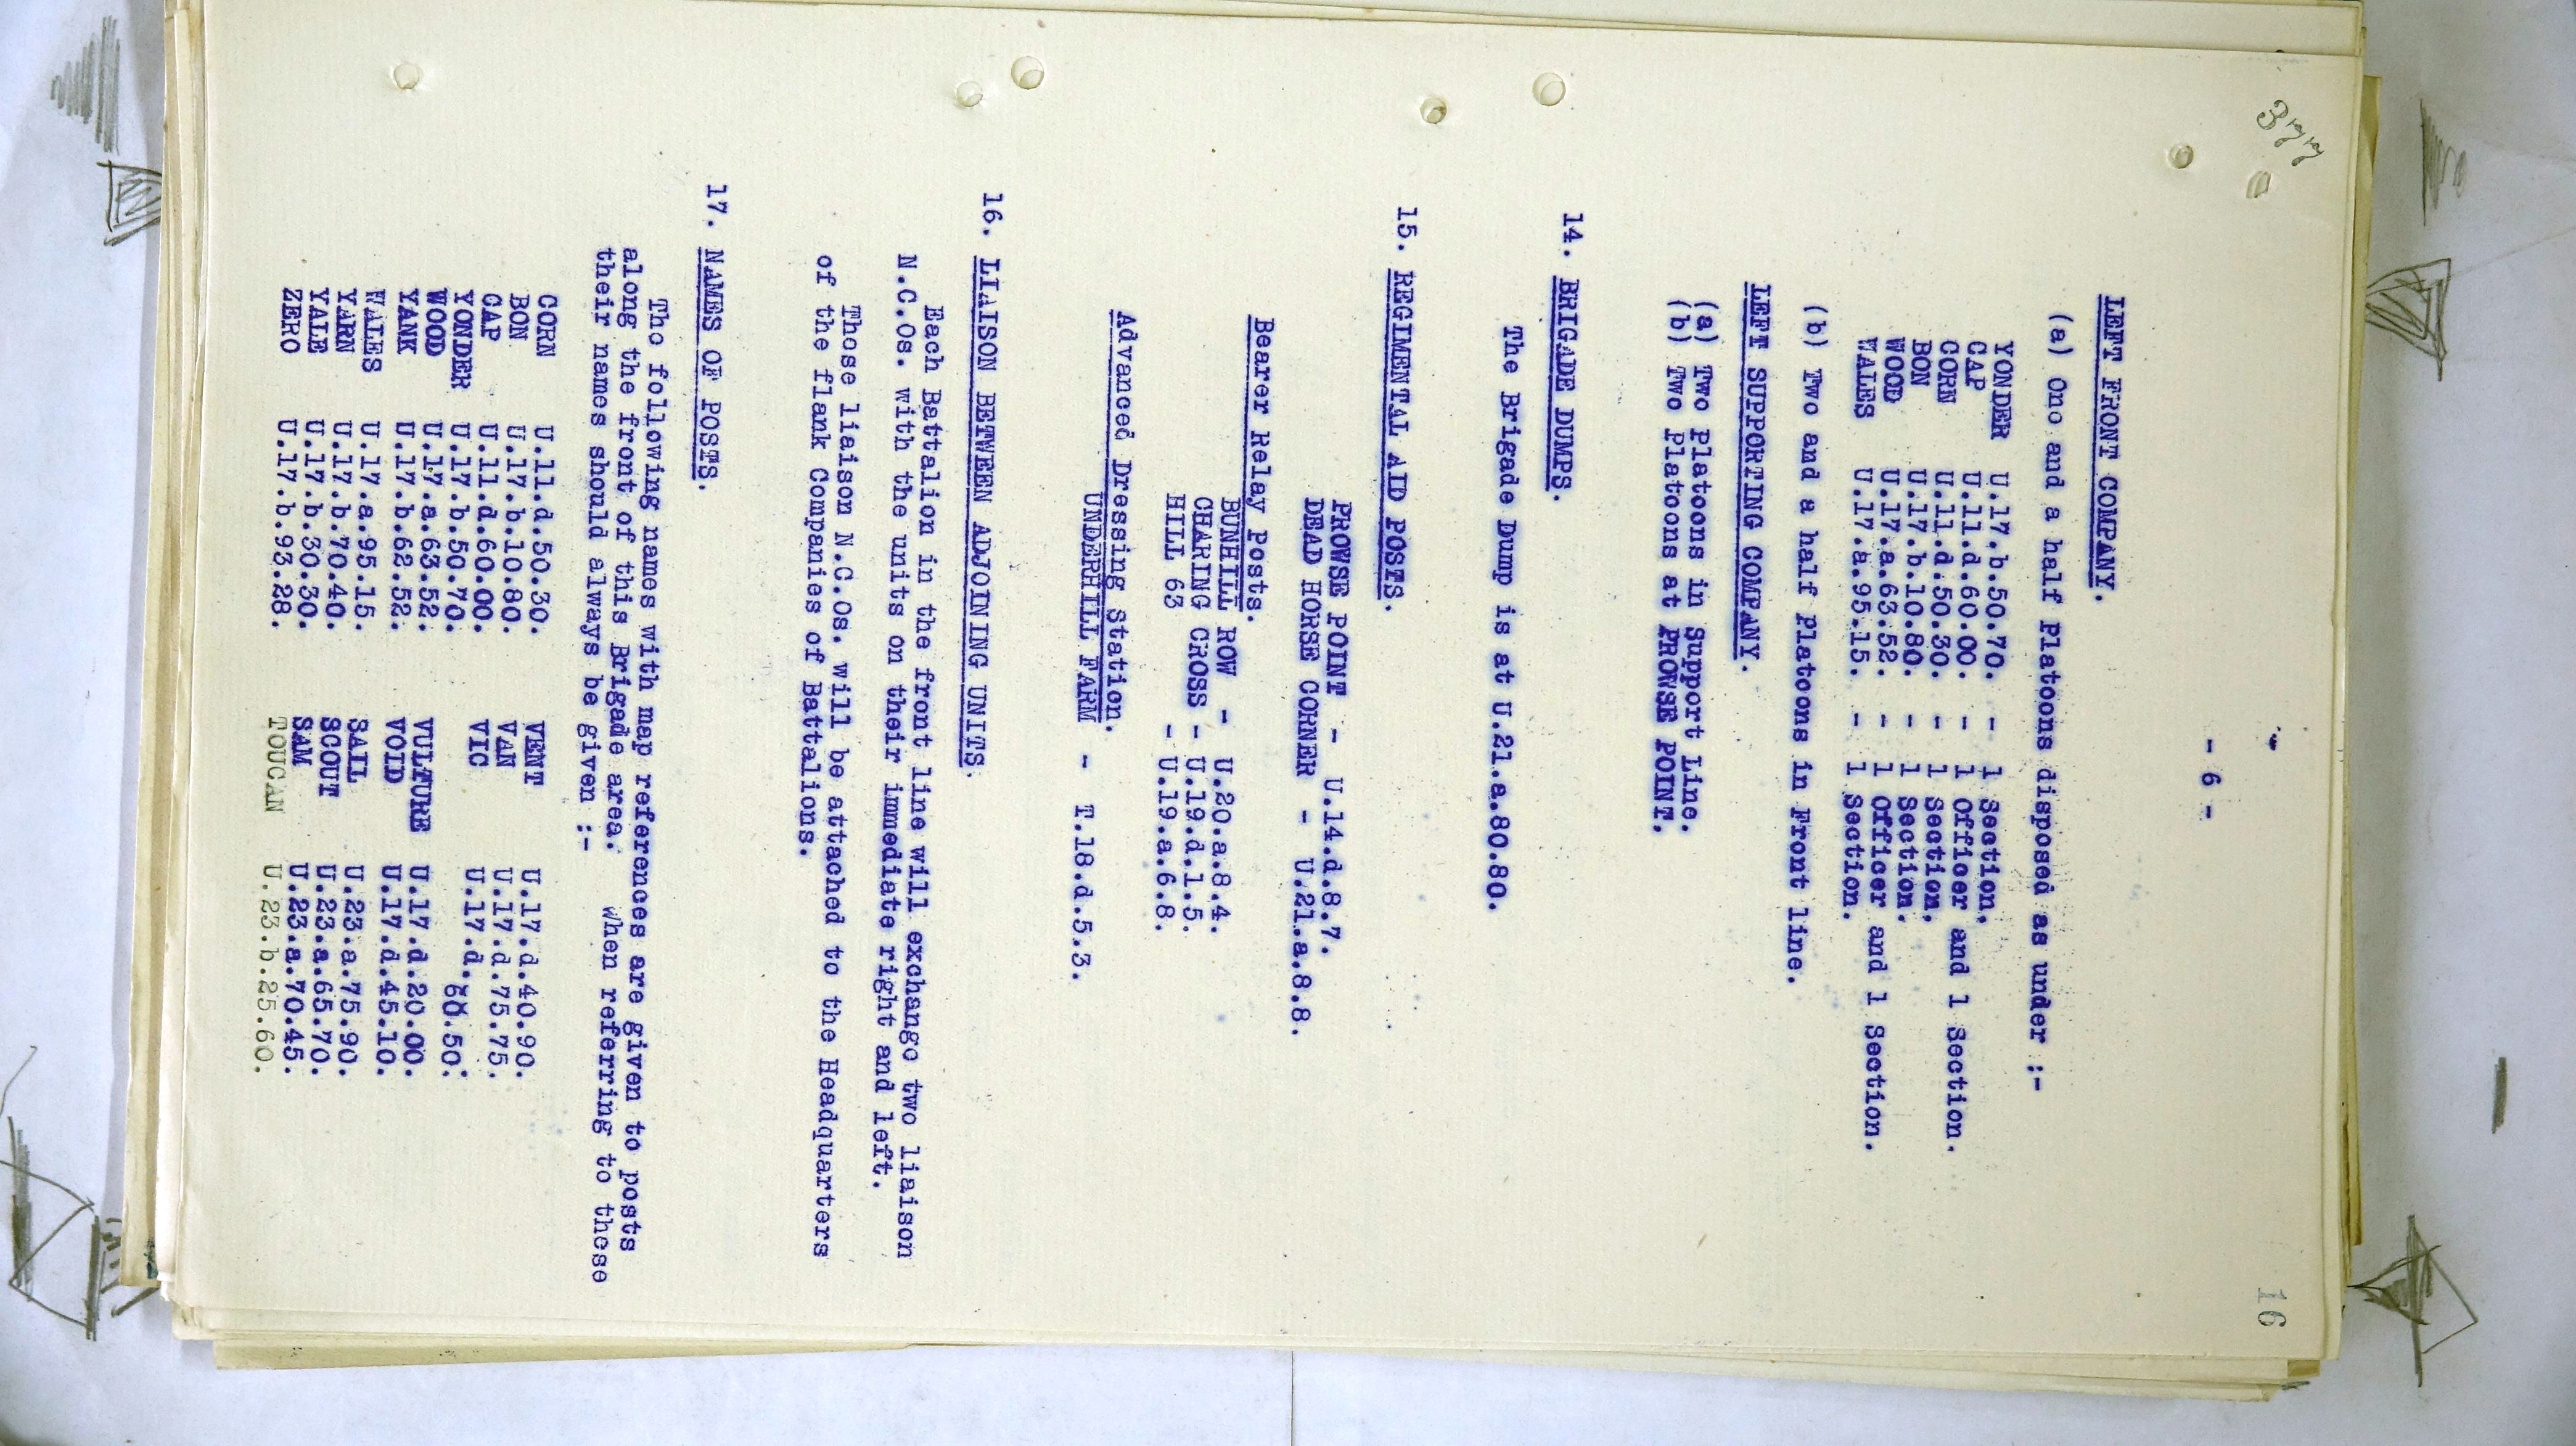 377
16
- 6 -
LEFT FRONT COMPANY.
(a) One and a half Platoons disposed as under :-
YONDER U.17.b.50.70. - 1 Section.
CAP U.11.d.60.00. - 1 Officer and 1 Section.
CORN U.11.d.50.30. - 1 Section.
BON U.17.b.10.80. - 1 Section.
WOOD U.17.a.63.52. - 1 Officer and 1 Section.
WALES U.17.a.95.15. - 1 Section.
(b) Two and a half Platoons in Front line.
LEFT SUPPORTING COMPANY.
(a) Two Platoons in Support Line.
(b) Two Platoons at PROWSE POINT.
14. BRIGADE DUMPS.
The Brigade Dump is at U.21.a.80.80.
15. REGIMENTAL AID POSTS.
PROWSE POINT - U.14.d.8.7.
DEAD HORSE CORNER - U.21.a.8.8.
Bearer Relay Posts.
BUNHILL ROW - U.20.a.8.4.
CHARING CROSS - U.19.d.1.5.
HILL 63 - U.19.a.6.8.
Advanced Dressing Station.
UNDERHILL FARM - T.18.d.5.3.
16. LIAISON BETWEEN ADJOINING UNITS.
Each Battalion in the front line will exchange two liaison
N.C.Os. with the units on their immediate right and left.
Those liaison N.C.Os. will be attached to the Headquarters
of the flank Companies of Battalions.
17. NAMES OF POSTS.
The following names with map references are given to posts
along the front of this Brigade area. When referring to these
their names should always be given :-
CORN U.11.d.50.30. VENT U.17.d.40.90.
BON U.17.b.10.80. VAN U.17.d.75.75.
CAP U.11.d.60.00. VIC U.17.d.60.50.
YONDER U.17.b.50.70.
WOOD U.17.a.63.52. VULTURE U.17.d.20.00.
YANK U.17.b.62.52. VOID U.17.d.45.10.
WALES U.17.a.95.15. SAIL U.23.a.75.90.
YARN U.17.b.70.40. SCOUT U.23.a.65.70.
YALE U.17.b.30.30. SAM U.23.a.70.45.
ZERO U.17.b.93.28. TOUCAN U.23.b.25.60.